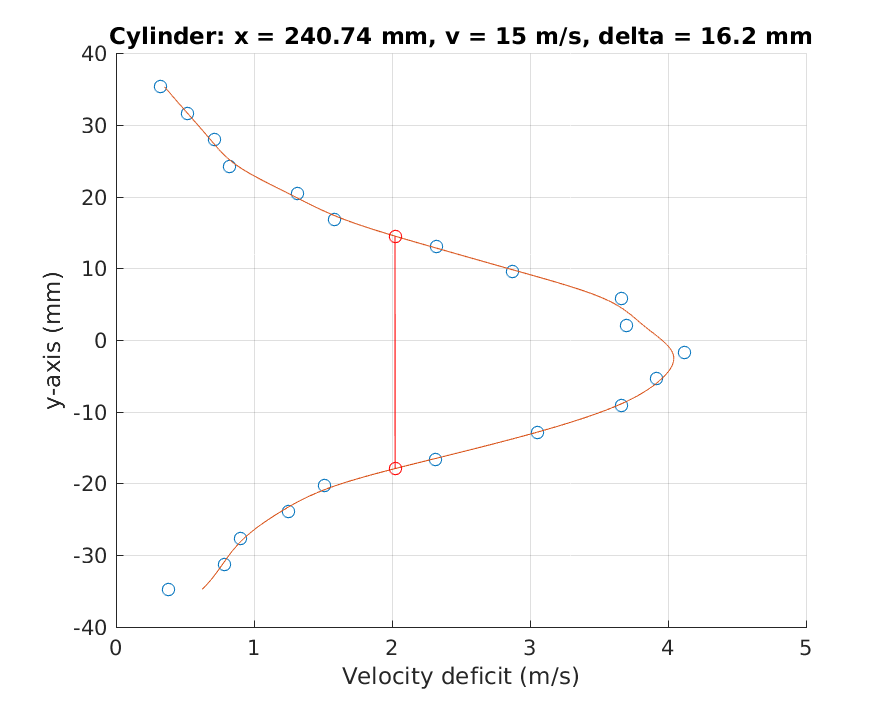 Cylinder: x = 240.74 mm, v = 15 m/s, delta = 16.2 mm
40
30
20
10
0
-10
-20
-30
-40
y-axis (mm)
0 1 2 3 4 5
Velocity deficit (m/s)